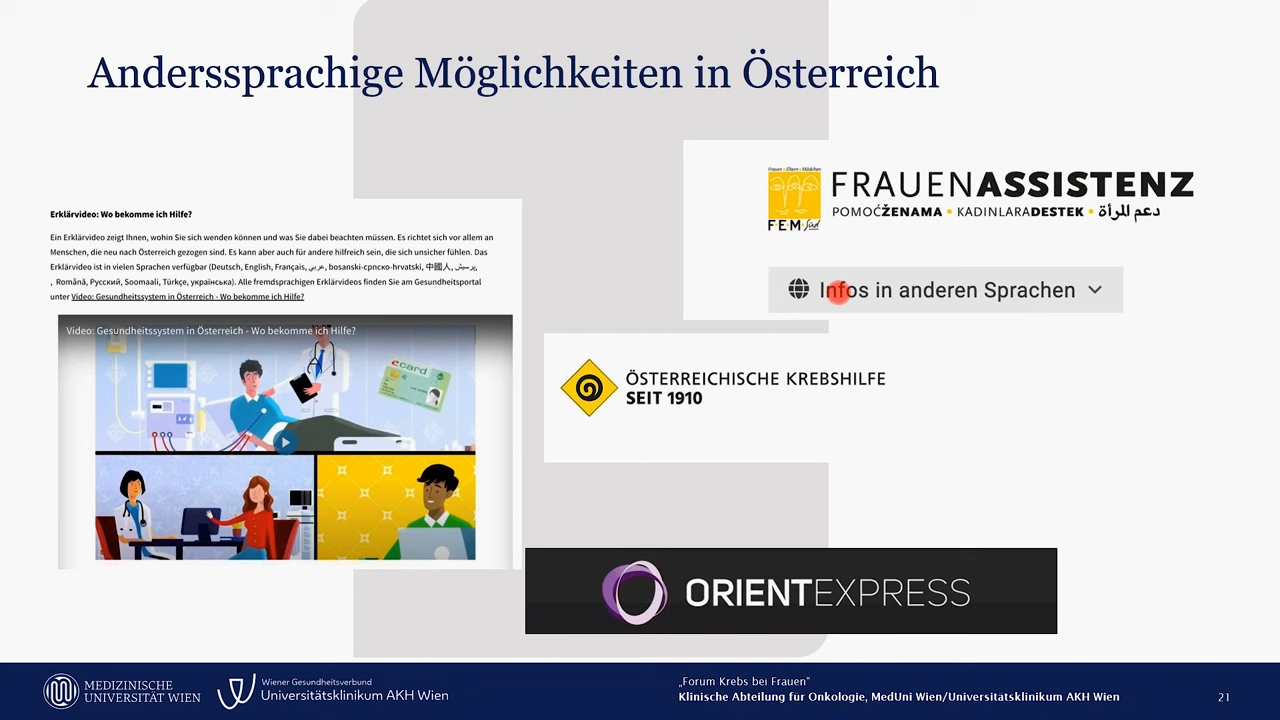 Anderssprachige Möglichkeiten in Österreich
Erklärvideo: Wo bekomme ich Hilfe?
Ein Erklärvideo zeigt Ihnen, wohin Sie sich wenden können und was Sie dabei beachten müssen. Es richtet sich vor allem an
Menschen, die neu nach Österreich gezogen sind. Es kann aber auch für andere hilfreich sein, die sich unsicher fühlen. Das
Erklärvideo ist in vielen Sprachen verfügbar (Deutsch, English, Français, عربي, bosanski-српско-hrvatski, 中國人,
, Română, Русский, Soomaali, Türkçe, українська). Alle fremdsprachigen Erklärvideos finden Sie am Gesundheitsportal
unter Video: Gesundheitssystem in Österreich - Wo bekomme ich Hilfe?
Video: Gesundheitssystem in Österreich - Wo bekomme ich Hilfe?
ecard
Frauen - Eltern - Mädchen
FEM Süd
FRAUENASSISTENZ
POMOĆŽENAMA • KADINLARADESTEK • دعم المرأة
Infos in anderen Sprachen
ÖSTERREICHISCHE KREBSHILFE
SEIT 1910
ORIENTEXPRESS
MEDIZINISCHE
UNIVERSITÄT WIEN
Wiener Gesundheitsverbund
Universitätsklinikum AKH Wien
„Forum Krebs bei Frauen"
Klinische Abteilung für Onkologie, MedUni Wien/Universitätsklinikum AKH Wien
21